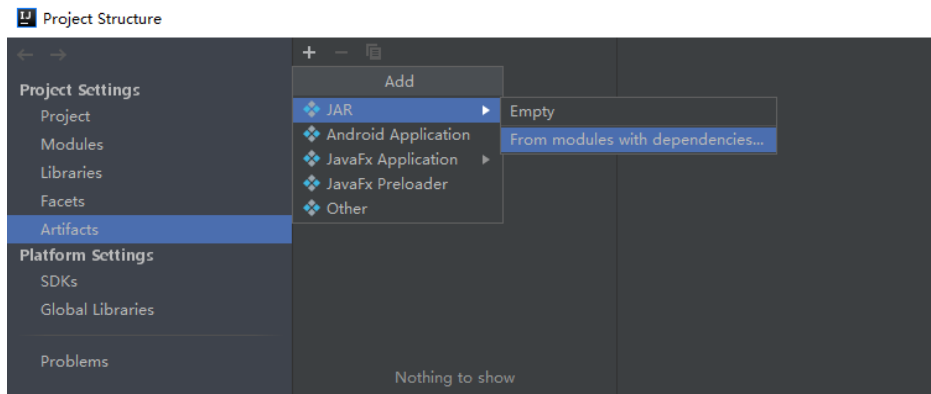 Project Structure
Project Settings
Project
Modules
Libraries
Facets
Artifacts
Platform Settings
SDKs
Global Libraries
Problems
Add
JAR
Android Application
JavaFx Application
JavaFx Preloader
Other
Empty
From modules with dependencies...
Nothing to show